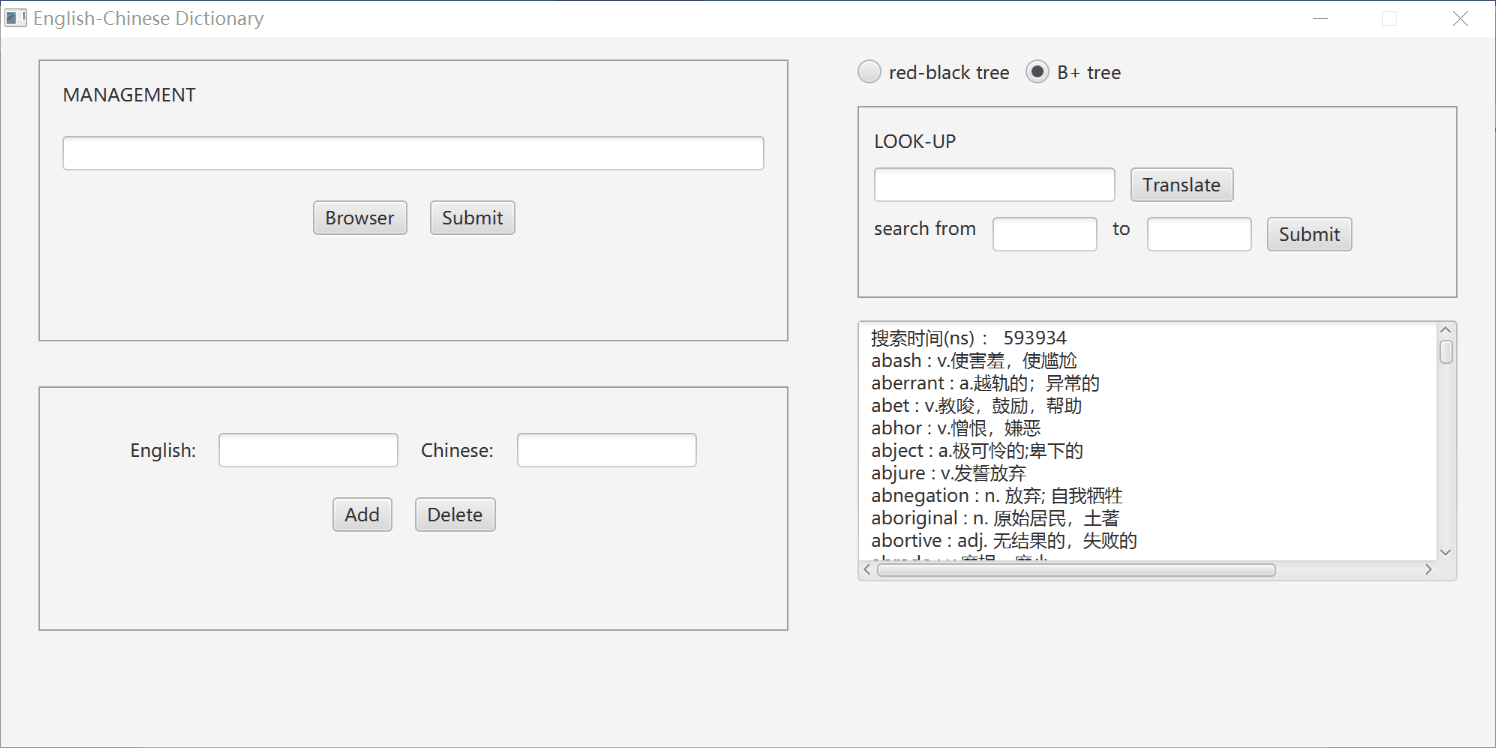 English-Chinese Dictionary
MANAGEMENT
Browser Submit
English: Chinese:
Add Delete
red-black tree B+ tree
LOOK-UP
Translate
search from to Submit
搜索时间(ns)： 593934
abash : v.使害羞，使尴尬
aberrant : a.越轨的；异常的
abet : v.教唆，鼓励，帮助
abhor : v.憎恨，嫌恶
abject : a.极可怜的;卑下的
abjure : v.发誓放弃
abnegation : n. 放弃; 自我牺牲
aboriginal : n. 原始居民，土著
abortive : adj. 无结果的，失败的